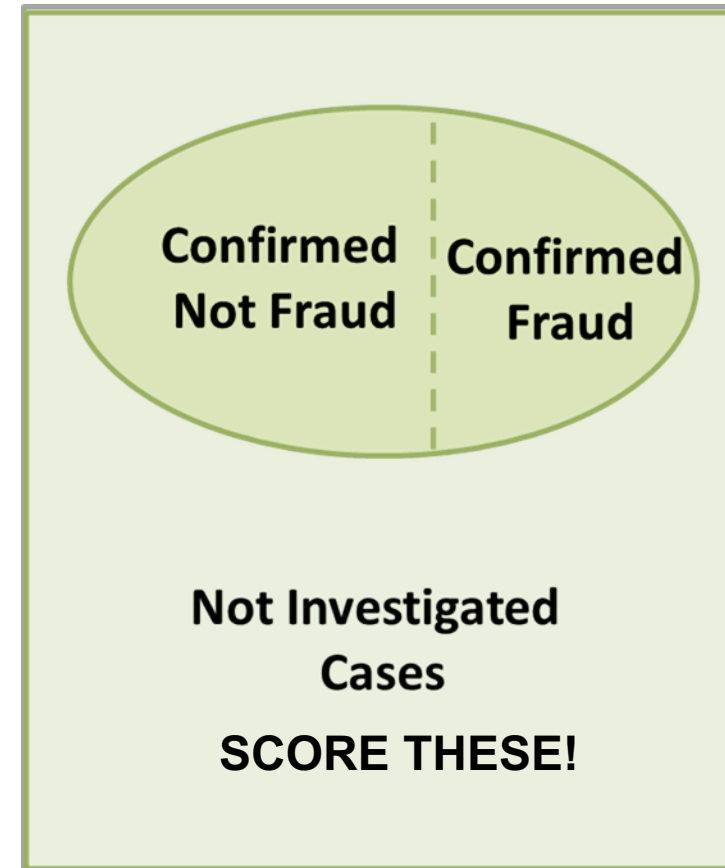 Confirmed
Not Fraud
Confirmed
Fraud
Not Investigated
Cases
SCORE THESE!